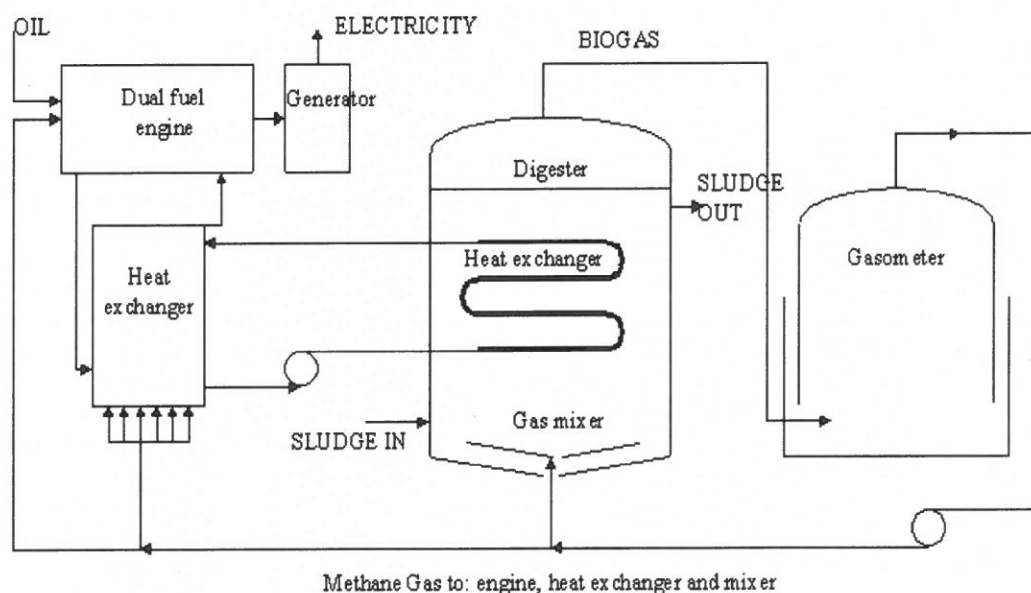 OIL
ELECTRICITY
BIOGAS
Dual fuel
engine
Generator
Digester
SLUDGE
OUT
Heat exchanger
Gasometer
Heat
exchanger
SLUDGE IN
Gas mixer
Methane Gas to: engine, heat exchanger and mixer